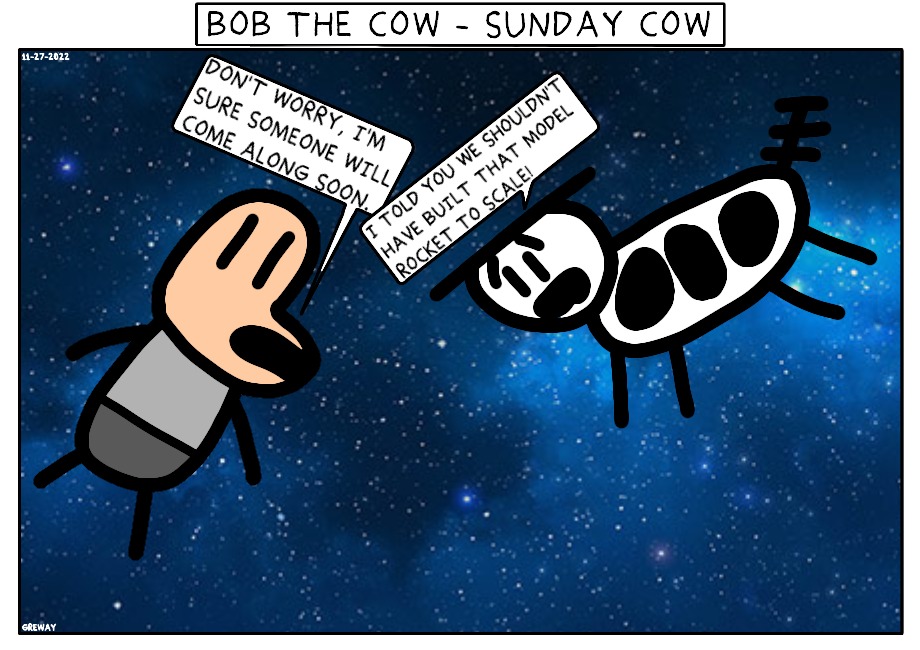 BOB THE COW - SUNDAY COW
11-27-2022
DON'T WORRY, I'M
SURE SOMEONE WILL
COME ALONG SOON.
I TOLD YOU WE SHOULDN'T
HAVE BUILT THAT MODEL
ROCKET TO SCALE!
GREWAY